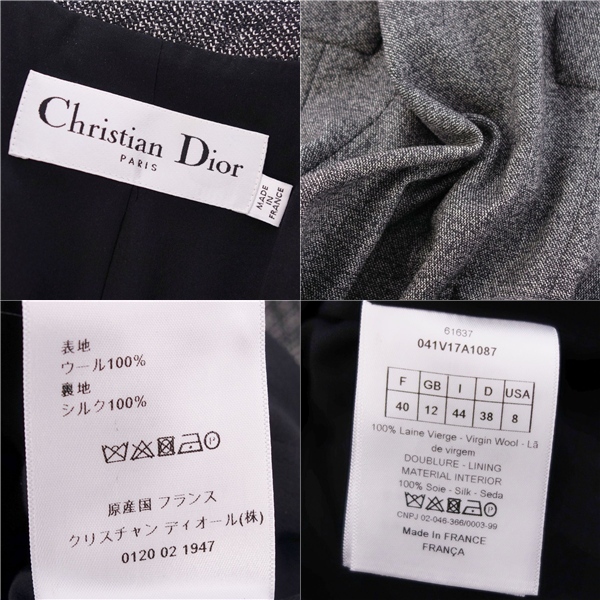 Christian Dior
PARIS
MADE
IN
FRANCE
表地
ウール100%
裏地
シルク100%
P
原産国 フランス
クリスチャン ディオール(株)
0120 02 1947
61637
041V17A1087
F GB I D USA
40 12 44 38 8
100% Laine Vierge - Virgin Wool - Lã
de virgem
DOUBLURE - LINING
MATERIAL INTERIOR
100% Soie - Silk - Seda
P
CNPJ 02-046-366/0003-99
Made in FRANCE
FRANÇA